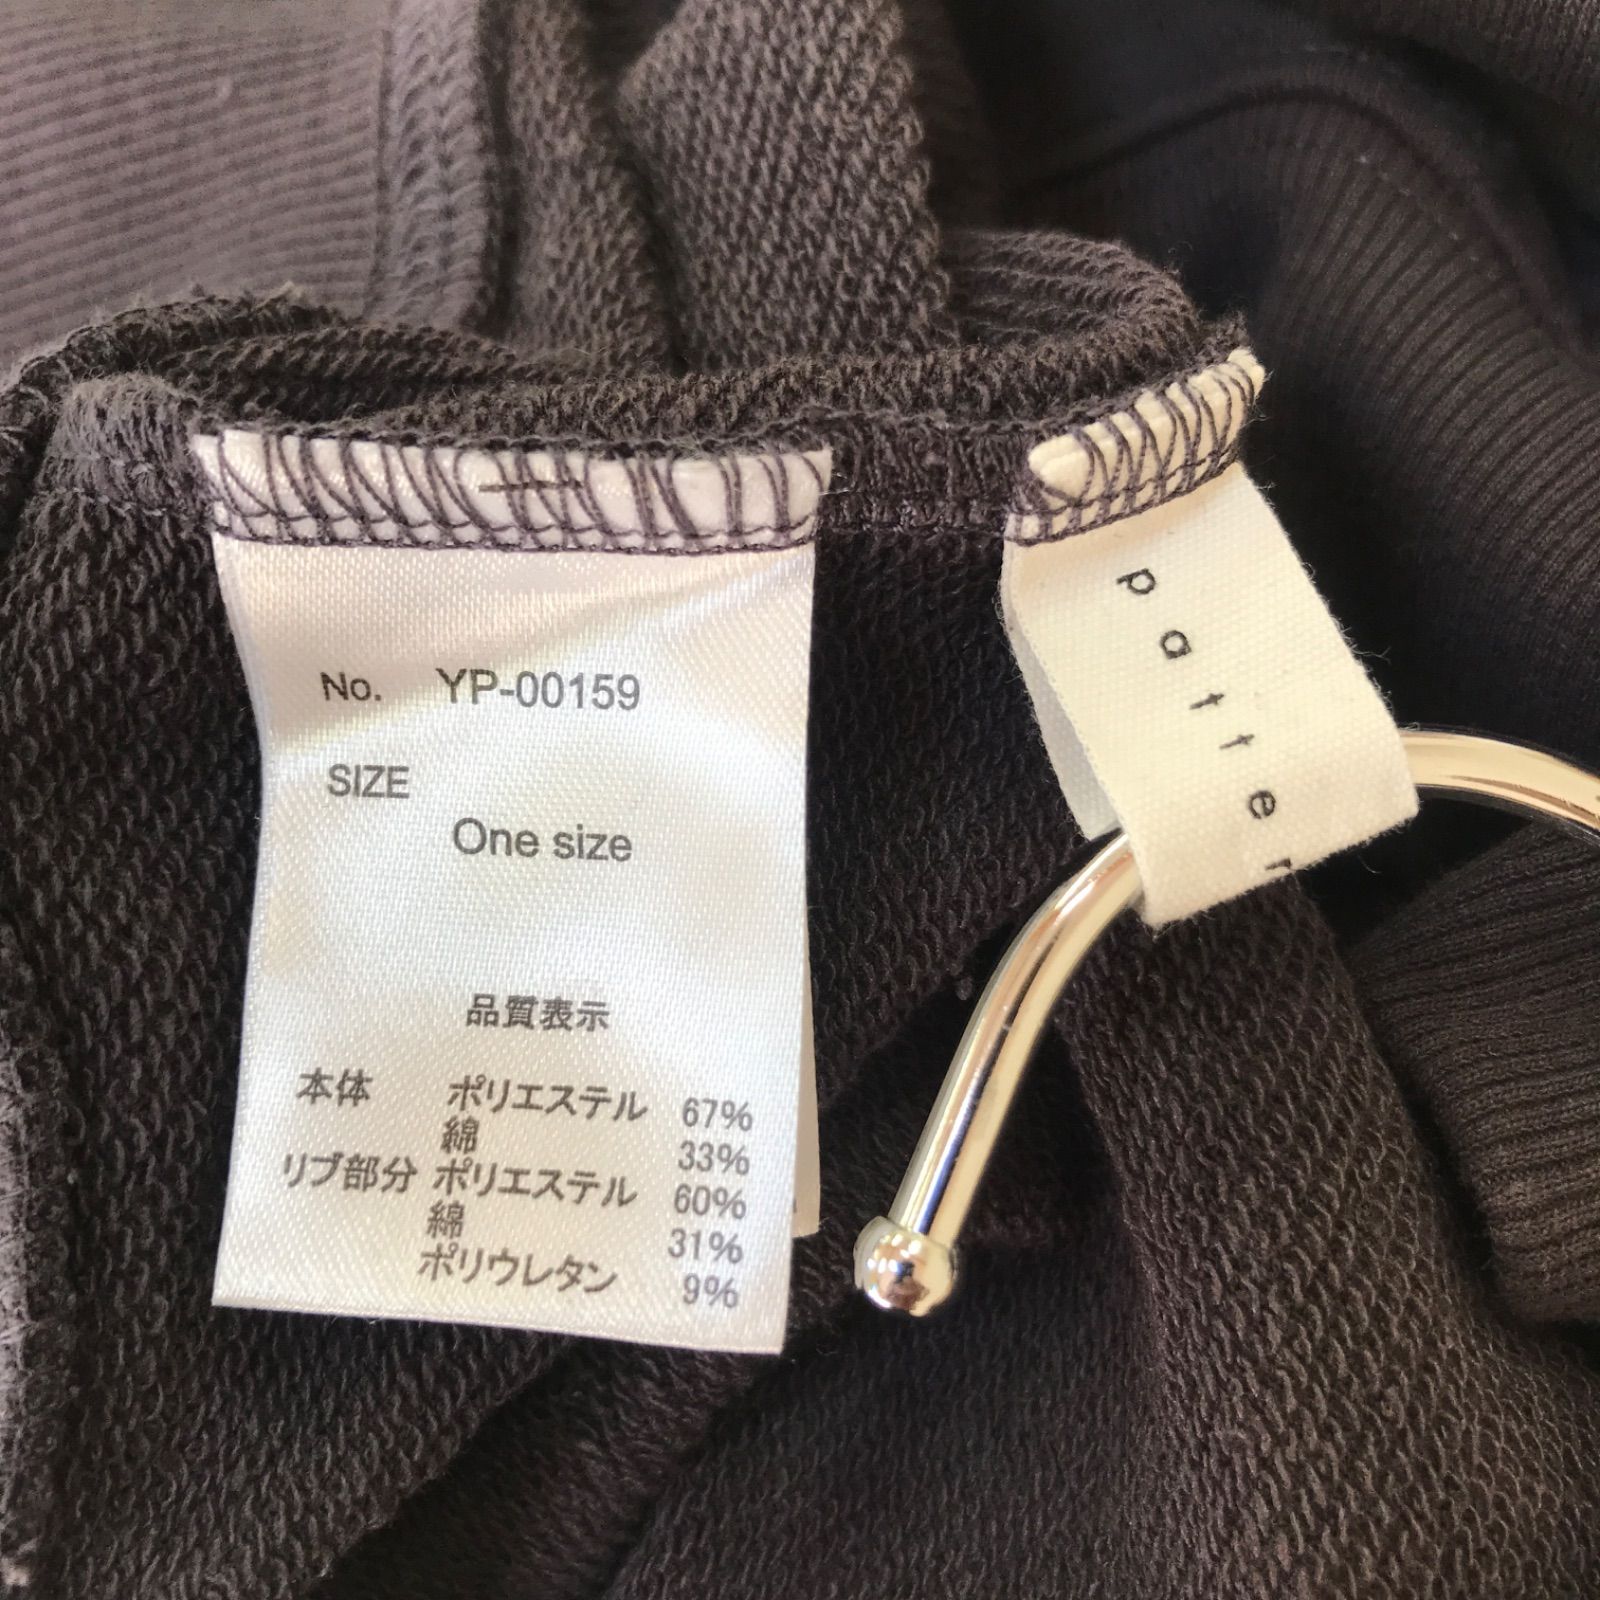 No. YP-00159
SIZE
One size
品質表示
本体 ポリエステル 67%
綿 33%
リブ部分 ポリエステル 60%
綿 31%
ポリウレタン 9%
patter